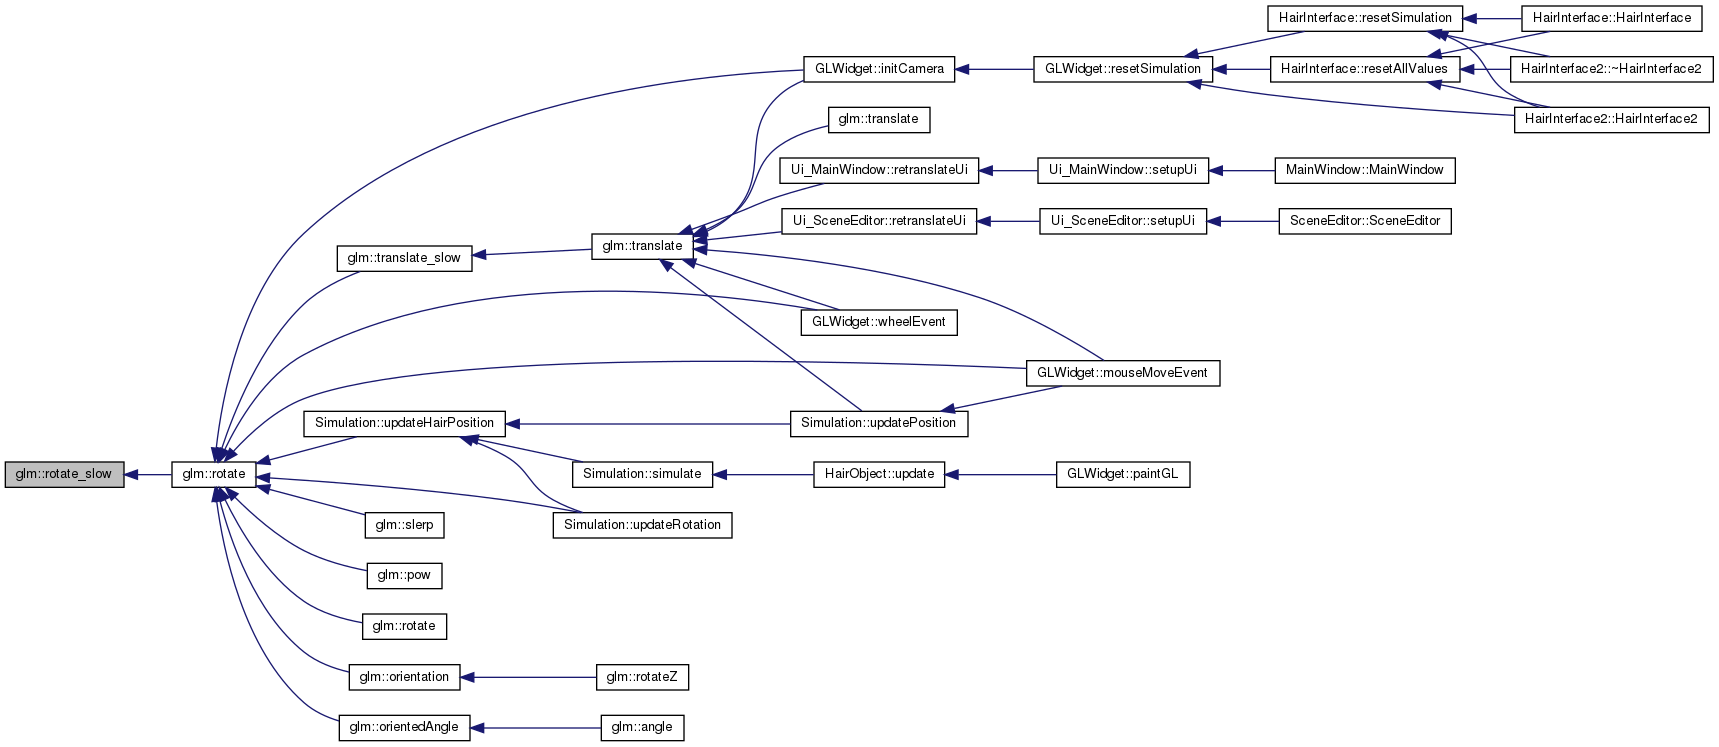 HairInterface::resetSimulation
HairInterface::HairInterface
GLWidget::initCamera
GLWidget::resetSimulation
HairInterface::resetAllValues
HairInterface2::~HairInterface2
glm::translate
HairInterface2::HairInterface2
Ui_MainWindow::retranslateUi
Ui_MainWindow::setupUi
MainWindow::MainWindow
Ui_SceneEditor::retranslateUi
Ui_SceneEditor::setupUi
SceneEditor::SceneEditor
glm::translate
glm::translate_slow
GLWidget::wheelEvent
GLWidget::mouseMoveEvent
Simulation::updateHairPosition
Simulation::updatePosition
glm::rotate_slow
glm::rotate
Simulation::simulate
HairObject::update
GLWidget::paintGL
glm::slerp
Simulation::updateRotation
glm::pow
glm::rotate
glm::orientation
glm::rotateZ
glm::orientedAngle
glm::angle